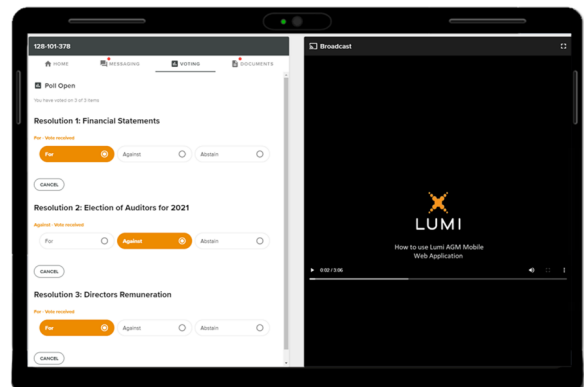 128-101-378
HOME
MESSAGING
VOTING
DOCUMENTS
Poll Open
You have voted on 3 of 3 items
Resolution 1: Financial Statements
For - Vote received
For
Against
Abstain
CANCEL
Resolution 2: Election of Auditors for 2021
Against - Vote received
For
Against
Abstain
CANCEL
Resolution 3: Directors Remuneration
For - Vote received
For
Against
Abstain
CANCEL
Broadcast
LUMI
How to use Lumi AGM Mobile
Web Application
0:02 / 3:06